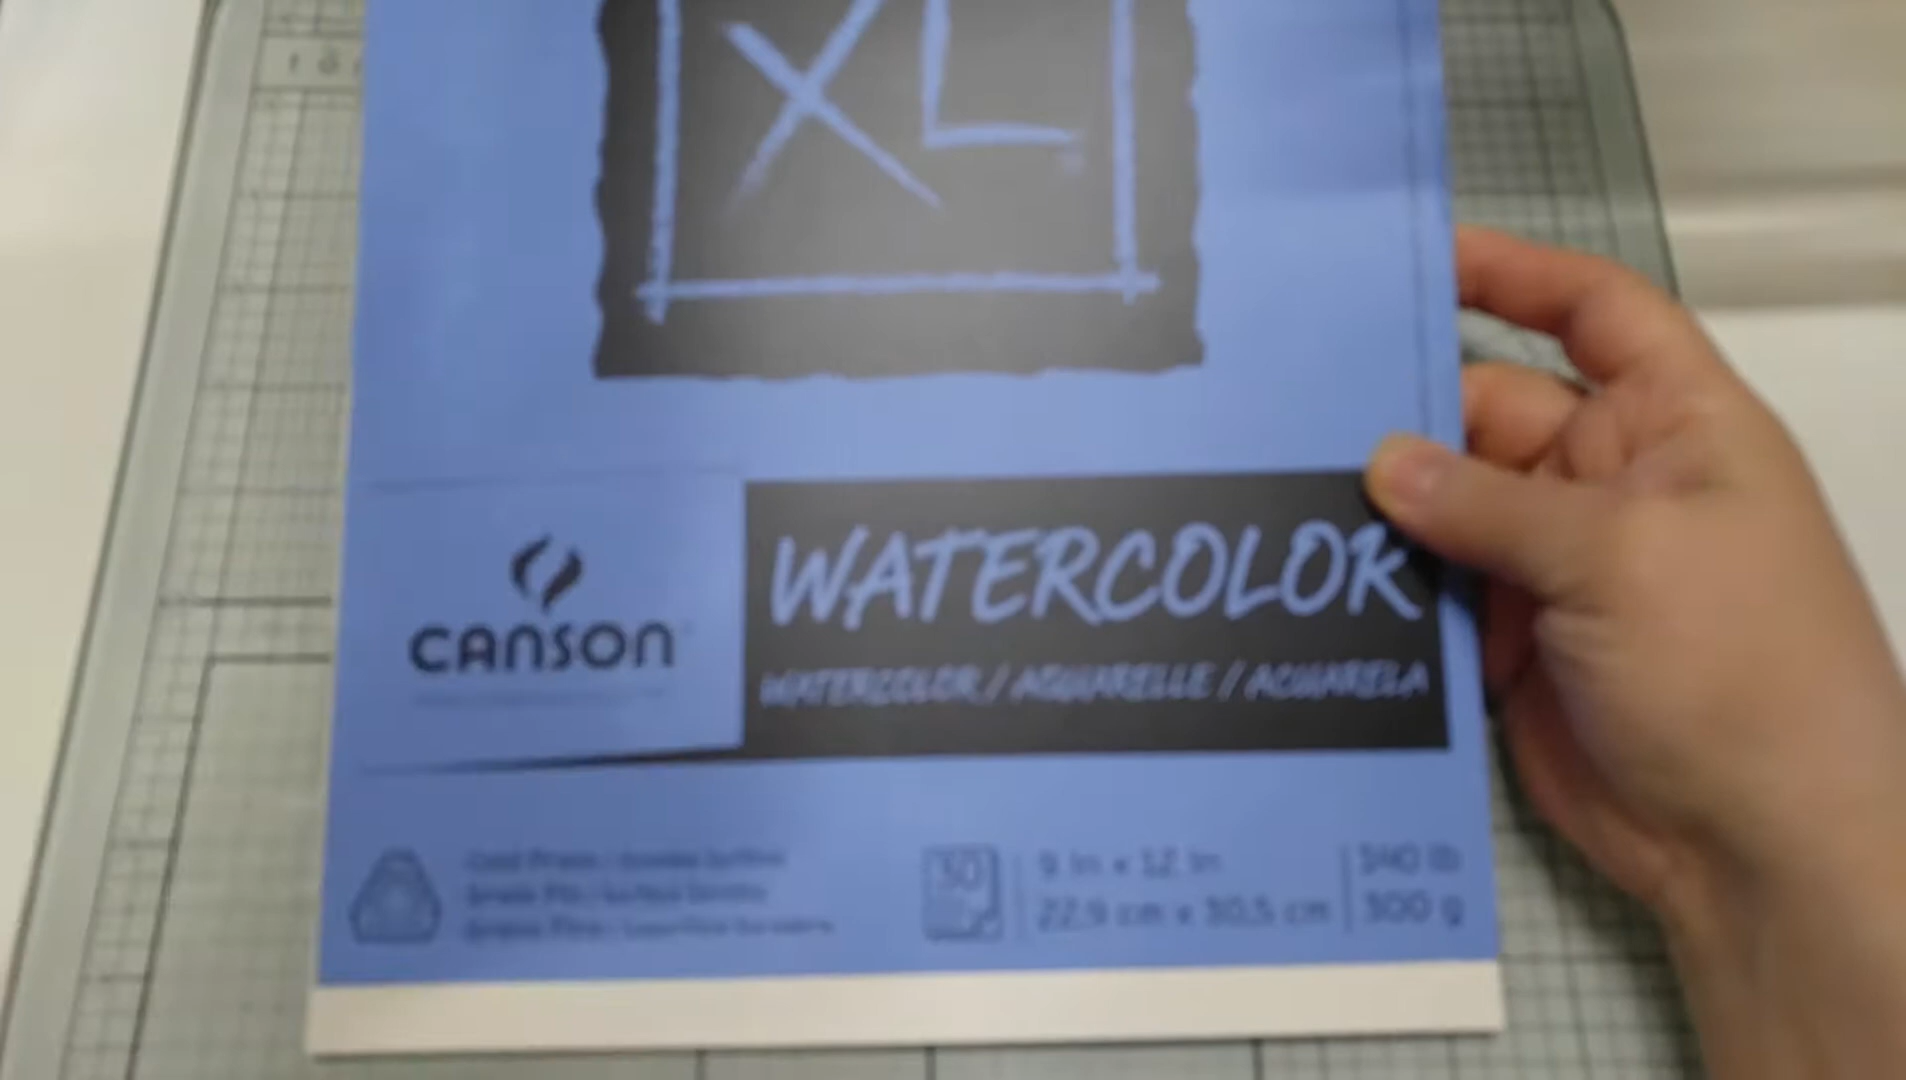 XL
CANSON
WATERCOLOR
WATERCOLOR / AQUARELLE / ACUARELA
30
9 in x 12 in
22,9 cm x 30,5 cm
140 lb
300 g